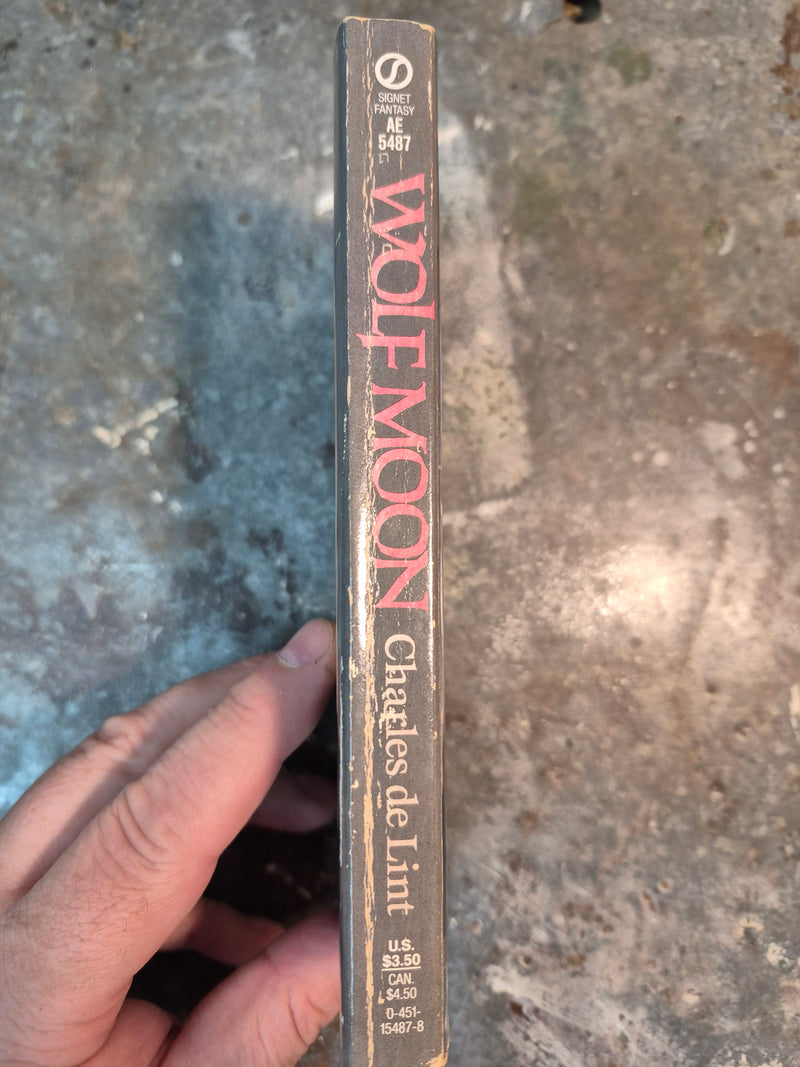 SIGNET
FANTASY
AE
5487
WOLF MOON
Charles de Lint
U.S.
$3.50
CAN.
$4.50
0-451-
15487-8